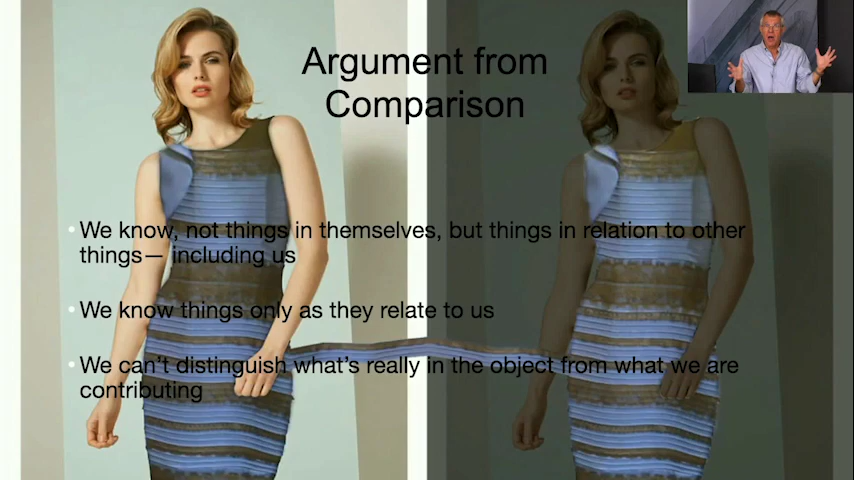 Argument from
Comparison
• We know, not things in themselves, but things in relation to other
things— including us
• We know things only as they relate to us
• We can't distinguish what's really in the object from what we are
contributing